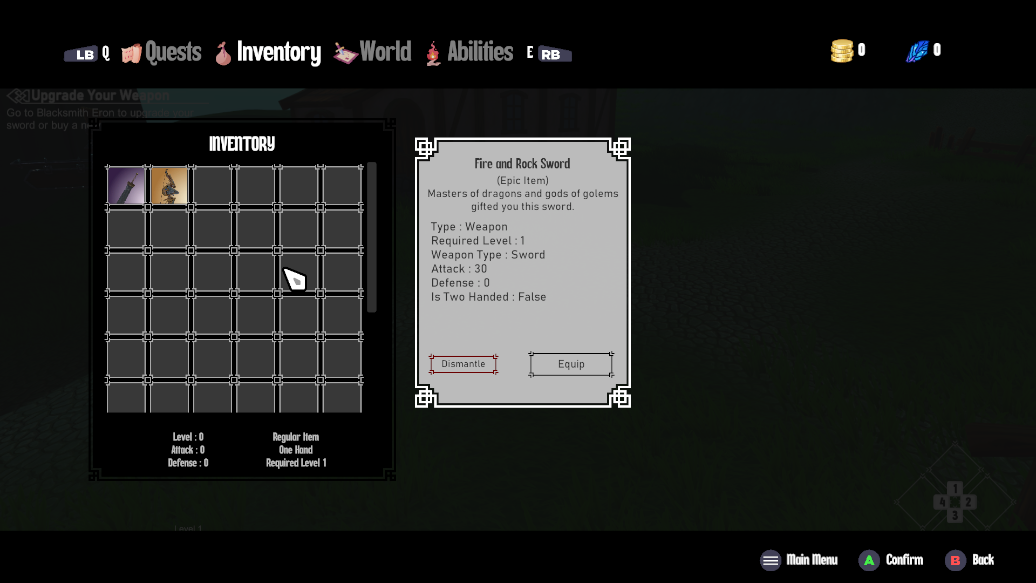 LB Q Quests Inventory World Abilities E RB 0 0
Upgrade Your Weapon
Go to Blacksmith Eron to
sword or buy a
INVENTORY
Level : 0 Regular Item
Attack : 0 One Hand
Defense : 0 Required Level 1
Fire and Rock Sword
(Epic Item)
Masters of dragons and gods of golems
gifted you this sword.
Type : Weapon
Required Level : 1
Weapon Type : Sword
Attack : 30
Defense : 0
Is Two Handed : False
Dismantle Equip
1
4 2
3
Main Menu A Confirm B Back